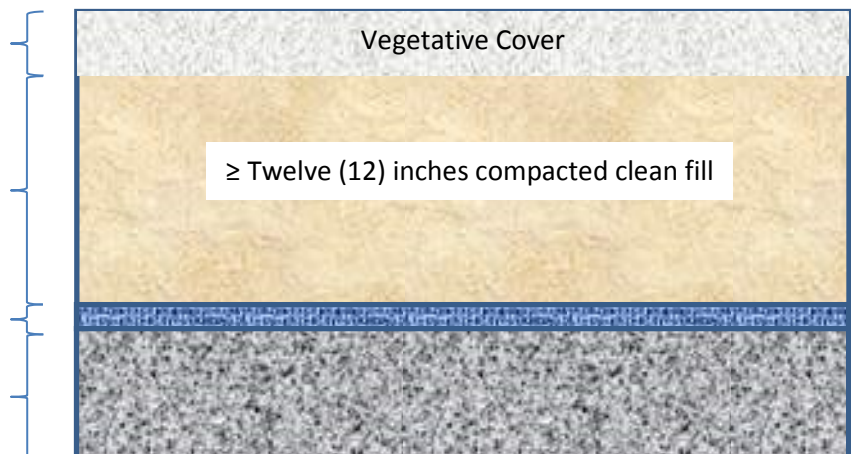 Vegetative Cover
≥ Twelve (12) inches compacted clean fill